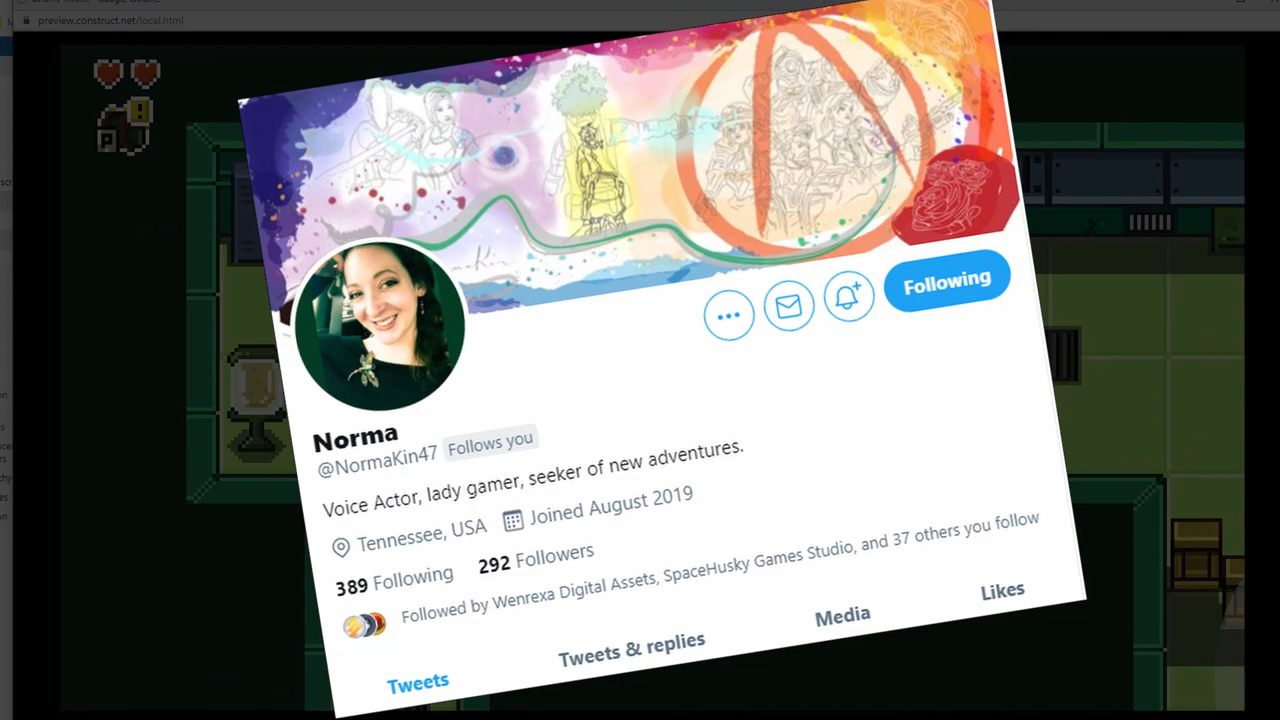 preview.construct.net/local.html
Following
Norma
@NormaKin47 Follows you
Voice Actor, lady gamer, seeker of new adventures.
Tennessee, USA Joined August 2019
389 Following 292 Followers
Followed by Wenrexa Digital Assets, SpaceHusky Games Studio, and 37 others you follow
Tweets Tweets & replies Media Likes